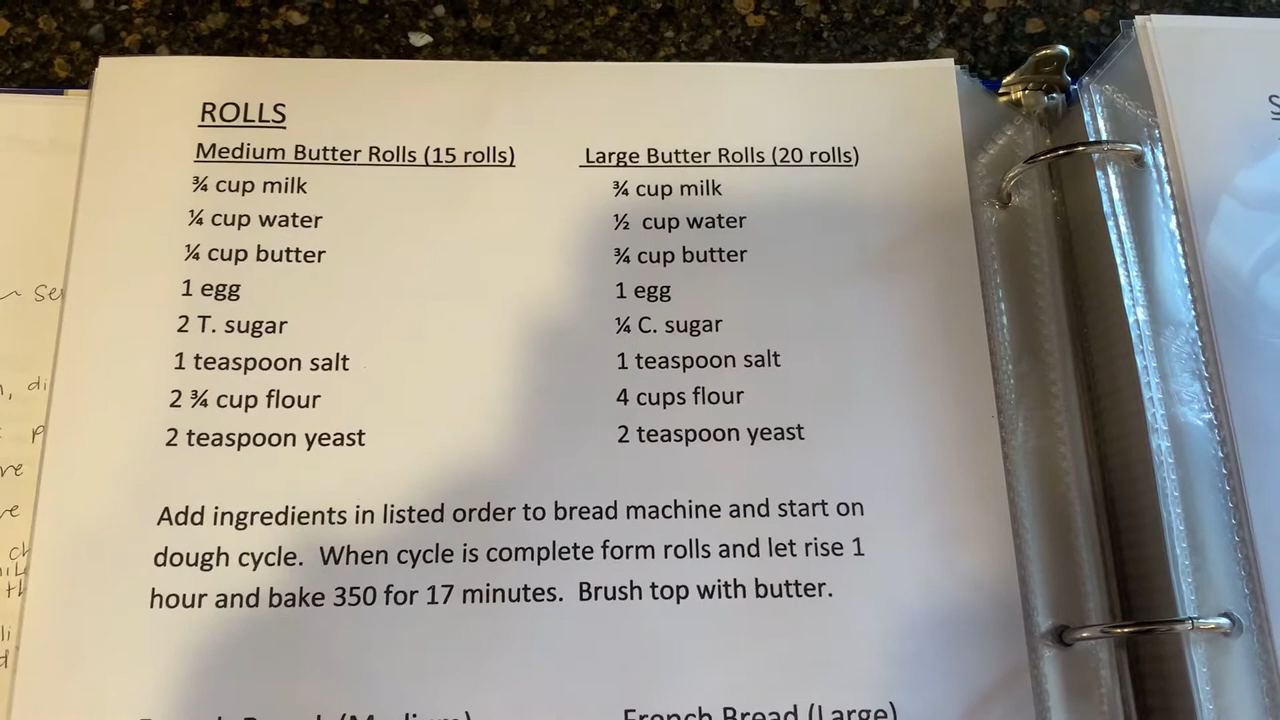 ROLLS
Medium Butter Rolls (15 rolls)
¾ cup milk
¼ cup water
¼ cup butter
1 egg
2 T. sugar
1 teaspoon salt
2 ¾ cup flour
2 teaspoon yeast
Large Butter Rolls (20 rolls)
¾ cup milk
½ cup water
¾ cup butter
1 egg
¼ C. sugar
1 teaspoon salt
4 cups flour
2 teaspoon yeast
Add ingredients in listed order to bread machine and start on
dough cycle. When cycle is complete form rolls and let rise 1
hour and bake 350 for 17 minutes. Brush top with butter.
French Bread (Medium)
French Bread (Large)